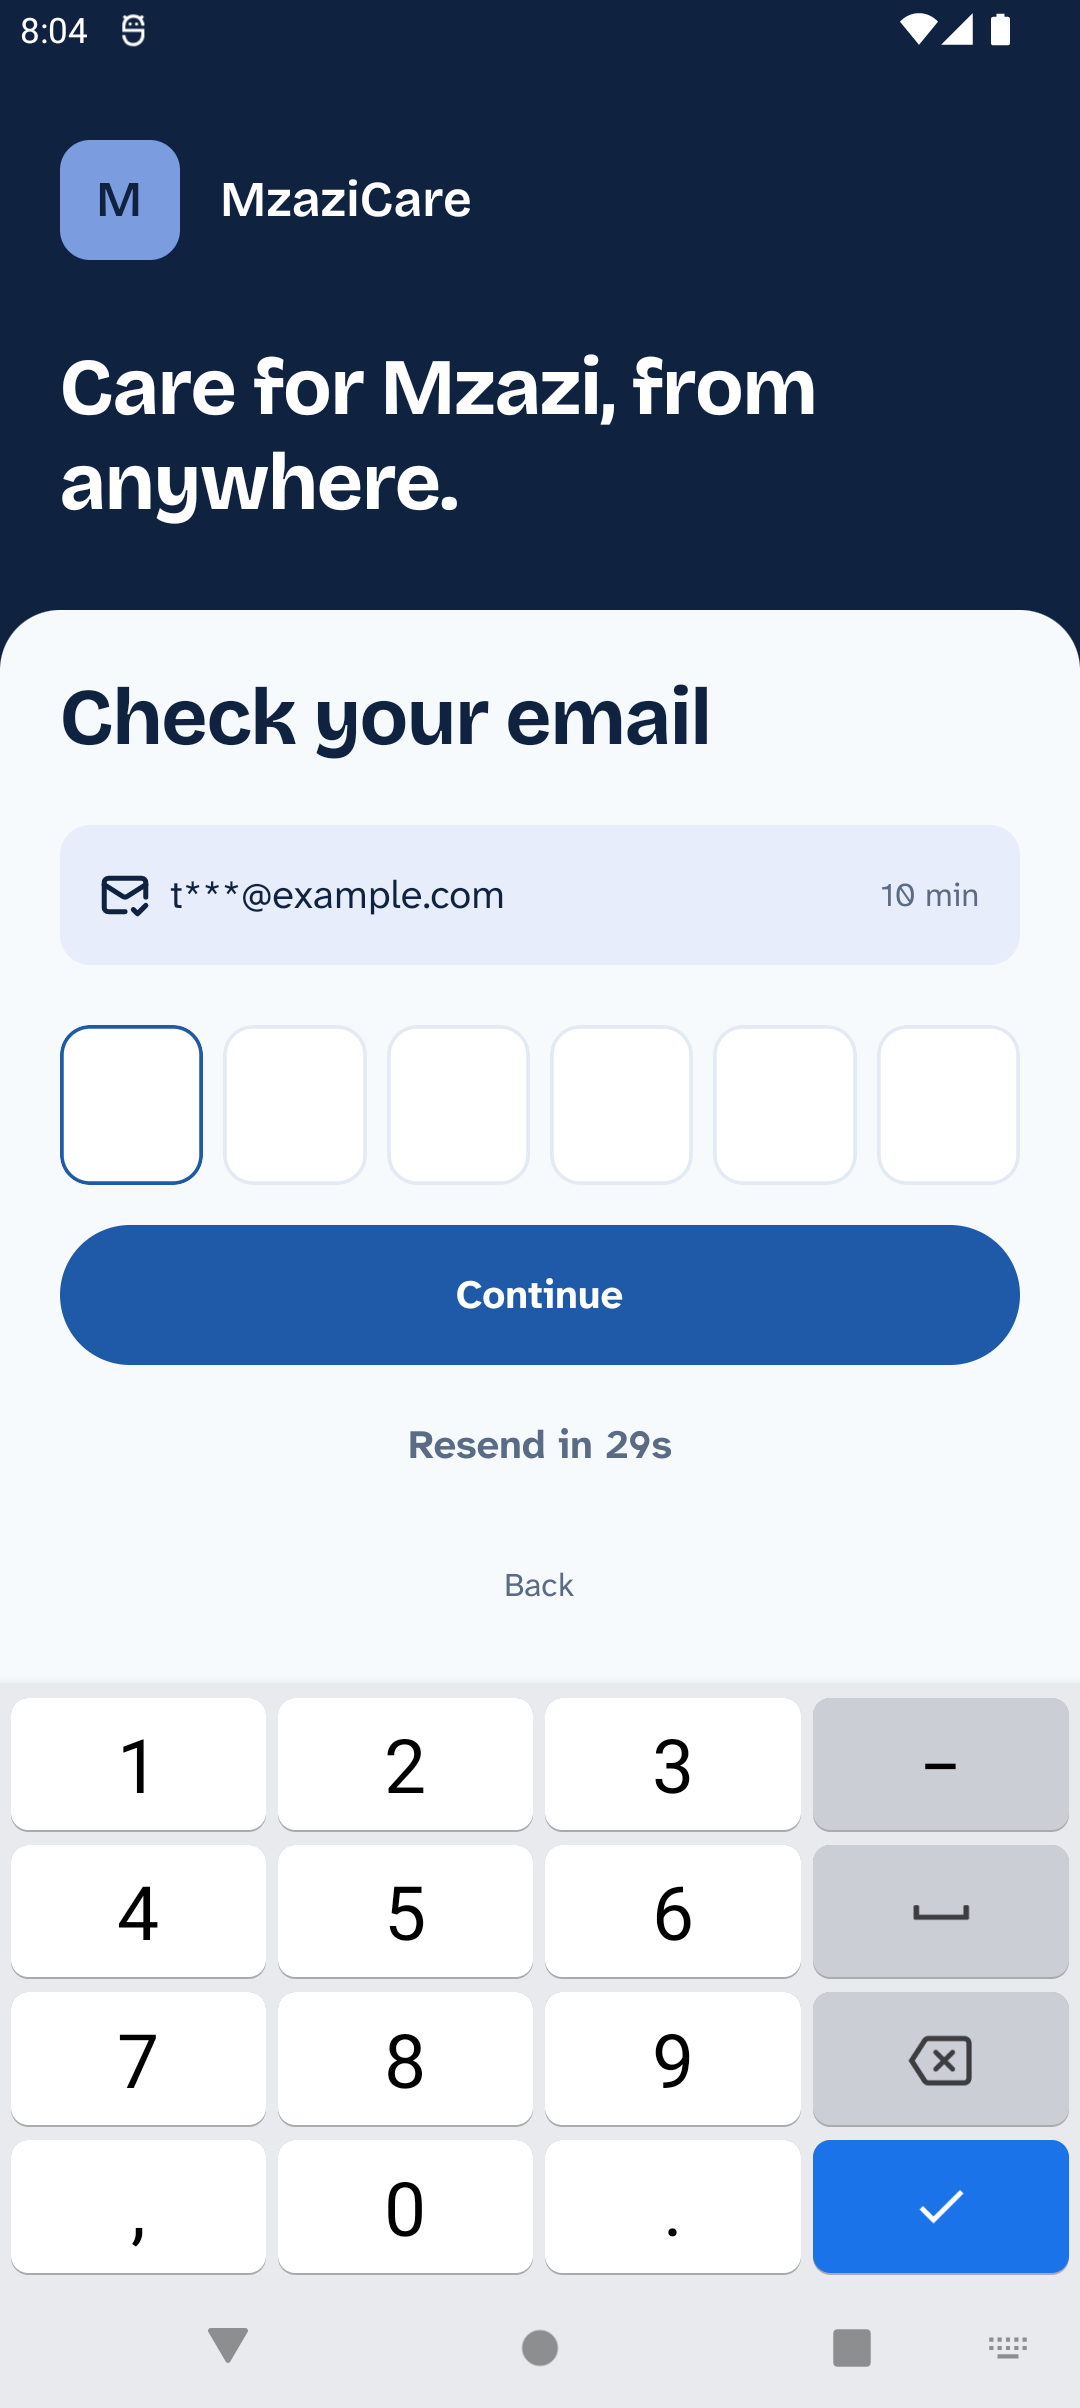 8:04
M
MzaziCare
Care for Mzazi, from
anywhere.
Check your email
t***@example.com
10 min
Continue
Resend in 29s
Back
1 2 3 –
4 5 6
7 8 9
, 0 .